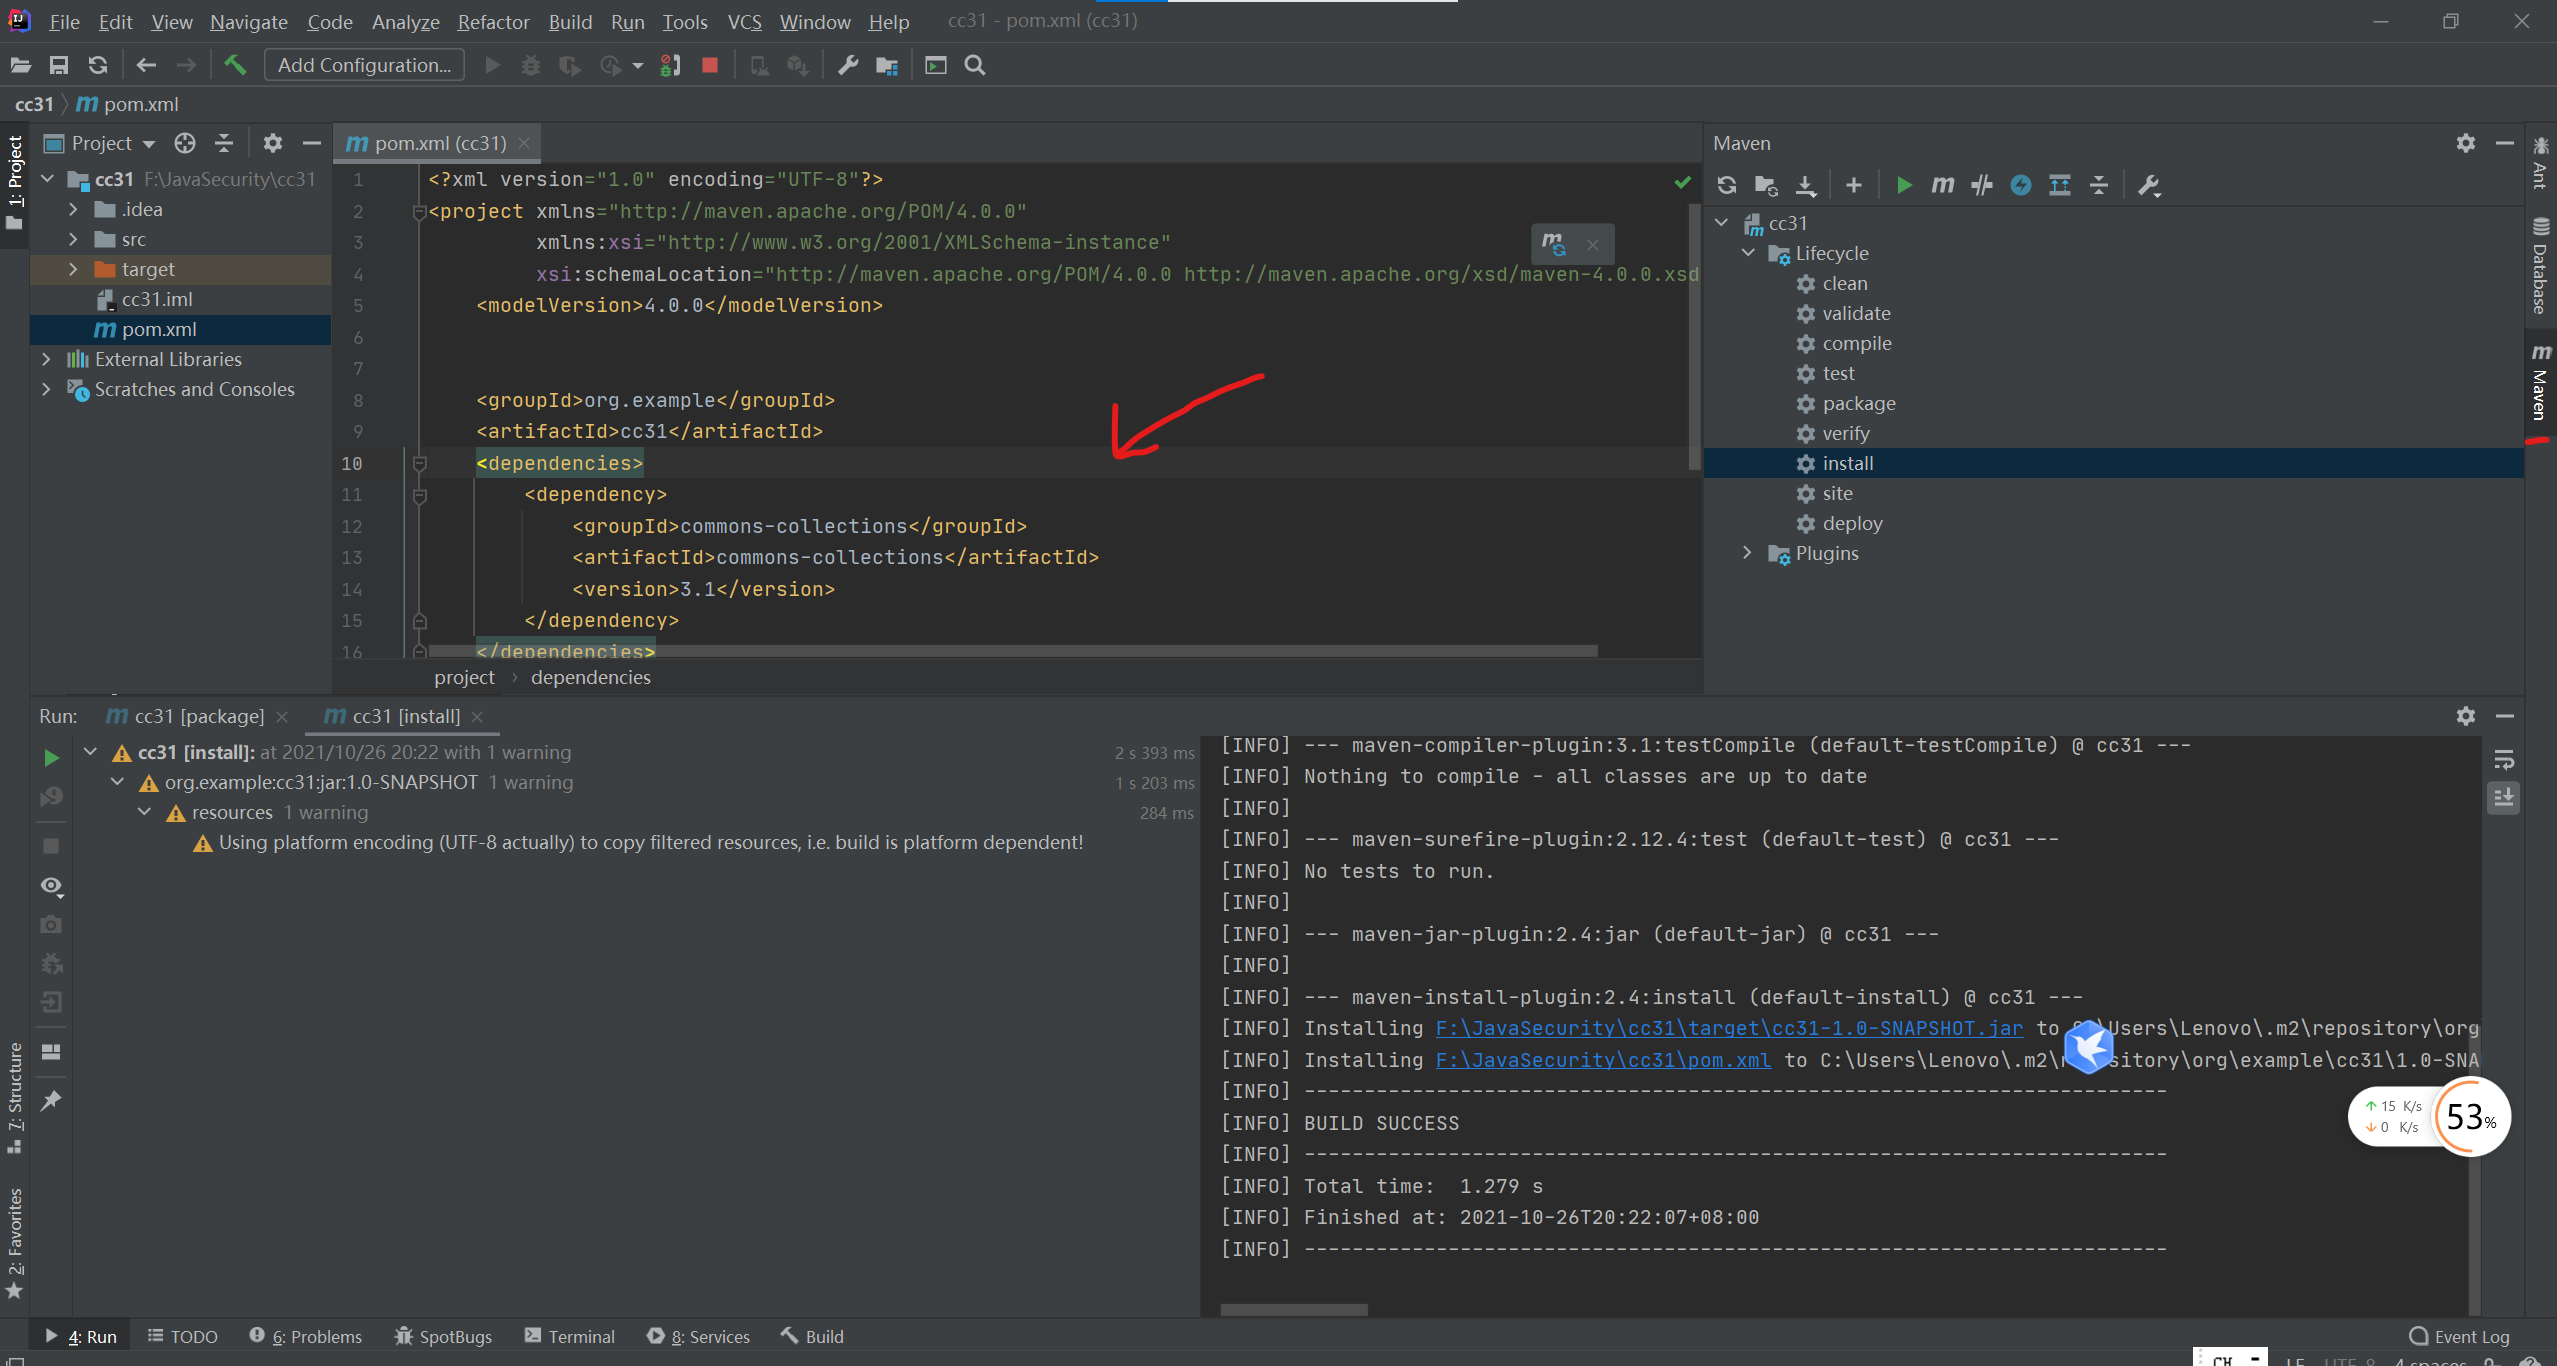 File Edit View Navigate Code Analyze Refactor Build Run Tools VCS Window Help cc31 - pom.xml (cc31)
Add Configuration...
cc31 pom.xml
1: Project
Project
cc31 F:\JavaSecurity\cc31
.idea
src
target
cc31.iml
pom.xml
External Libraries
Scratches and Consoles
pom.xml (cc31)
1 <?xml version="1.0" encoding="UTF-8"?>
2 <project xmlns="http://maven.apache.org/POM/4.0.0"
3 xmlns:xsi="http://www.w3.org/2001/XMLSchema-instance"
4 xsi:schemaLocation="http://maven.apache.org/POM/4.0.0 http://maven.apache.org/xsd/maven-4.0.0.xsd
5 <modelVersion>4.0.0</modelVersion>
6
7
8 <groupId>org.example</groupId>
9 <artifactId>cc31</artifactId>
10 <dependencies>
11 <dependency>
12 <groupId>commons-collections</groupId>
13 <artifactId>commons-collections</artifactId>
14 <version>3.1</version>
15 </dependency>
16 </dependencies>
project dependencies
Maven
cc31
Lifecycle
clean
validate
compile
test
package
verify
install
site
deploy
Plugins
Ant
Database
Maven
Run: cc31 [package] cc31 [install]
cc31 [install]: at 2021/10/26 20:22 with 1 warning 2 s 393 ms
org.example:cc31:jar:1.0-SNAPSHOT 1 warning 1 s 203 ms
resources 1 warning 284 ms
Using platform encoding (UTF-8 actually) to copy filtered resources, i.e. build is platform dependent!
[INFO] --- maven-compiler-plugin:3.1:testCompile (default-testCompile) @ cc31 ---
[INFO] Nothing to compile - all classes are up to date
[INFO]
[INFO] --- maven-surefire-plugin:2.12.4:test (default-test) @ cc31 ---
[INFO] No tests to run.
[INFO]
[INFO] --- maven-jar-plugin:2.4:jar (default-jar) @ cc31 ---
[INFO]
[INFO] --- maven-install-plugin:2.4:install (default-install) @ cc31 ---
[INFO] Installing F:\JavaSecurity\cc31\target\cc31-1.0-SNAPSHOT.jar to \Users\Lenovo\.m2\repository\org
[INFO] Installing F:\JavaSecurity\cc31\pom.xml to C:\Users\Lenovo\.m2\repository\org\example\cc31\1.0-SNA
[INFO] ------------------------------------------------------------------------
[INFO] BUILD SUCCESS
[INFO] ------------------------------------------------------------------------
[INFO] Total time: 1.279 s
[INFO] Finished at: 2021-10-26T20:22:07+08:00
[INFO] ------------------------------------------------------------------------
15 K/s
0 K/s
53%
7: Structure
2: Favorites
4: Run TODO 6: Problems SpotBugs Terminal 8: Services Build Event Log
CH LF UTF-8 4 spaces